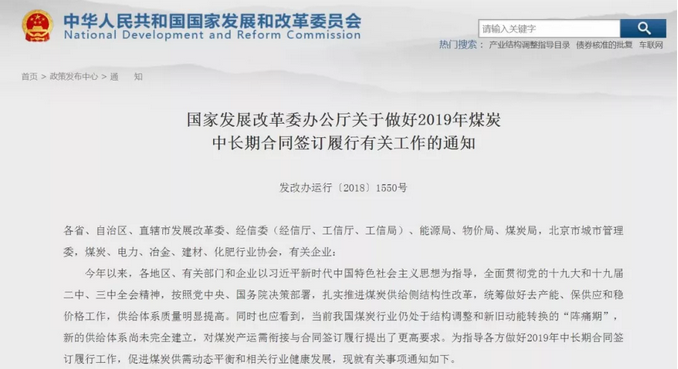 中华人民共和国国家发展和改革委员会
National Development and Reform Commission
请输入关键字
热门搜索： 产业结构调整指导目录 债券核准的批复 车联网
首页 > 政策发布中心 > 通 知
国家发展改革委办公厅关于做好2019年煤炭
中长期合同签订履行有关工作的通知
发改办运行〔2018〕1550号
各省、自治区、直辖市发展改革委、经信委（经信厅、工信厅、工信局）、能源局、物价局、煤炭局，北京市城市管理
委，煤炭、电力、冶金、建材、化肥行业协会，有关企业：
今年以来，各地区、有关部门和企业以习近平新时代中国特色社会主义思想为指导，全面贯彻党的十九大和十九届
二中、三中全会精神，按照党中央、国务院决策部署，扎实推进煤炭供给侧结构性改革，统筹做好去产能、保供应和稳
价格工作，供给体系质量明显提高。同时也应看到，当前我国煤炭行业仍处于结构调整和新旧动能转换的“阵痛期”，
新的供给体系尚未完全建立，对煤炭产运需衔接与合同签订履行提出了更高要求。为指导各方做好2019年中长期合同签
订履行工作，促进煤炭供需动态平衡和相关行业健康发展，现就有关事项通知如下。